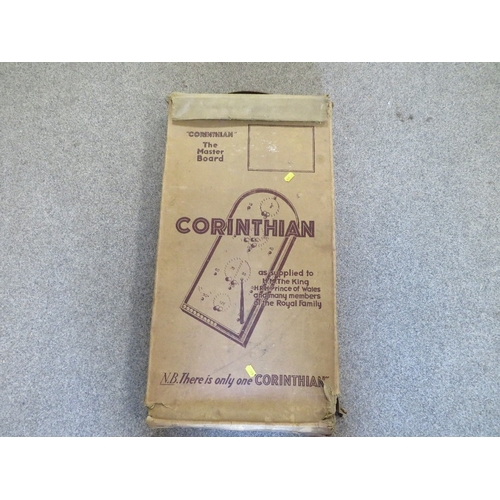 "CORINTHIAN"
The
Master
Board
CORINTHIAN
as supplied to
H.M. The King
H.R.H. Prince of Wales
and many members
of the Royal Family
N.B. There is only one "CORINTHIAN"